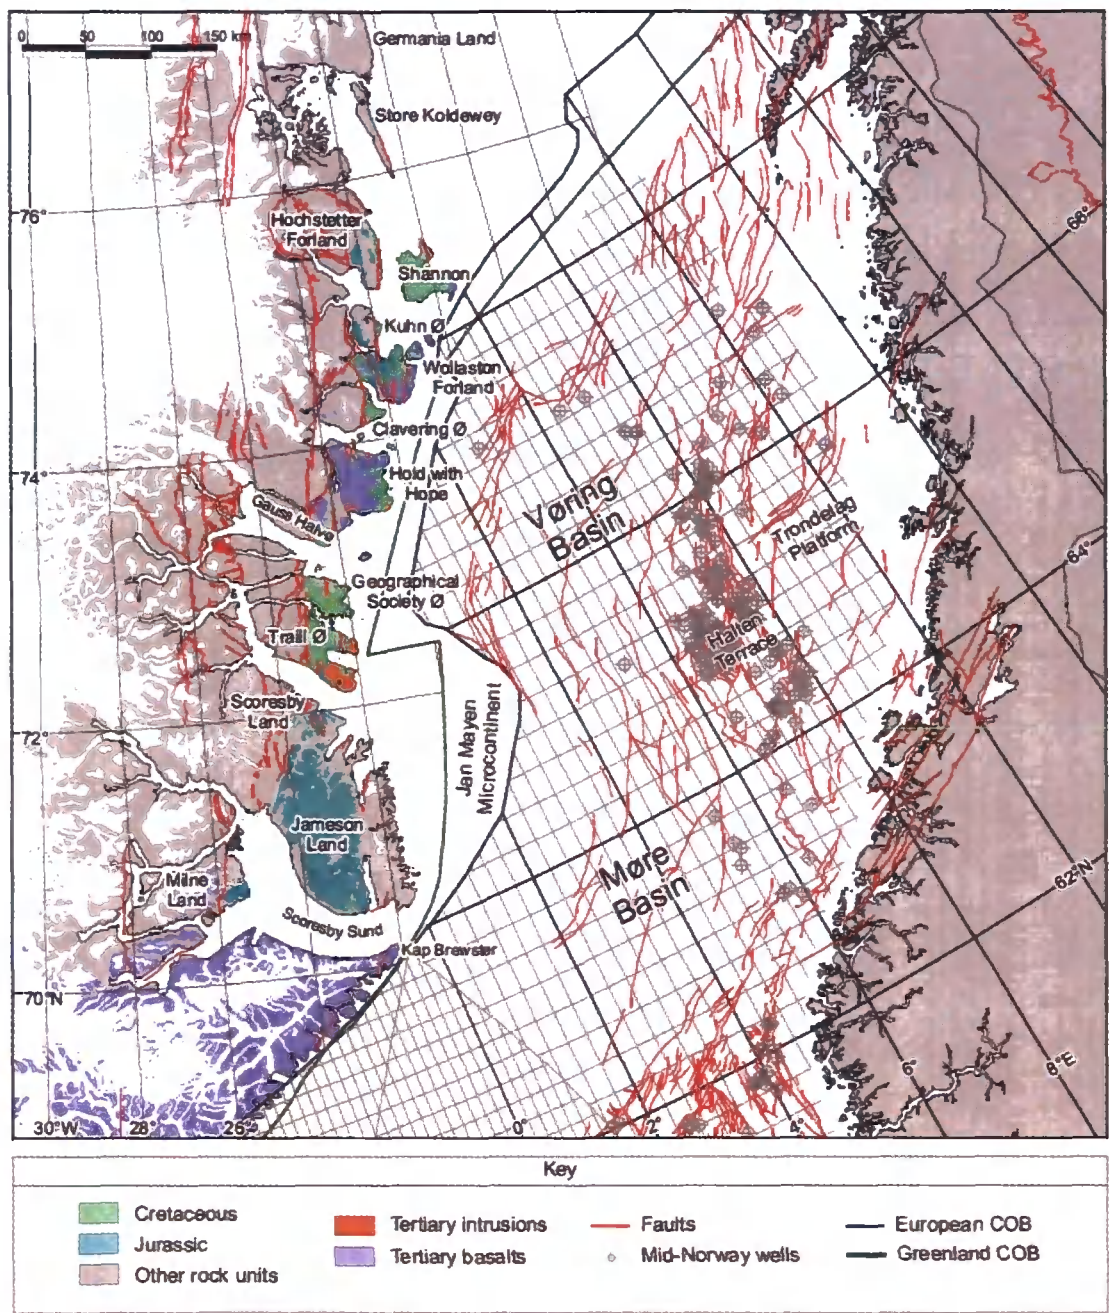 0 50 100 150 km
Germania Land
Store Koldewey
76°
Hochstetter
Forland
68°
Shannon
Kuhn Ø
Wollaston
Forland
Clavering Ø
74°
Hold with
Hope
Gauss Halvø
Vøring
Basin
Trondelag
Platform
64°
Geographical
Society Ø
Traill Ø
Halten
Terrace
Scoresby
Land
72°
Jan Mayen
Microcontinent
Jameson
Land
Møre
Basin
62°N
Milne
Land
Scoresby Sund
Kap Brewster
70°N
6°
8°E
30°W 28° 26° 0° 2° 4°
Key
Cretaceous
Jurassic
Other rock units
Tertiary intrusions
Tertiary basalts
Faults
Mid-Norway wells
European COB
Greenland COB